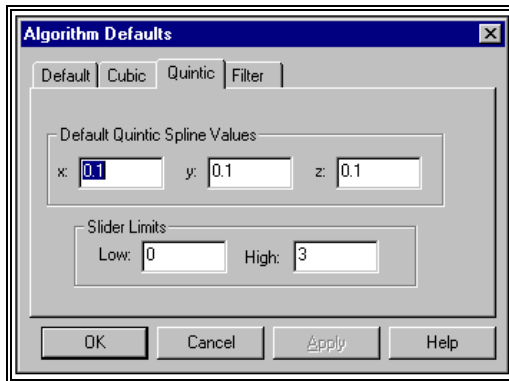 Algorithm Defaults
Default Cubic Quintic Filter
Default Quintic Spline Values
x: 0.1 y: 0.1 z: 0.1
Slider Limits
Low: 0 High: 3
OK Cancel Apply Help